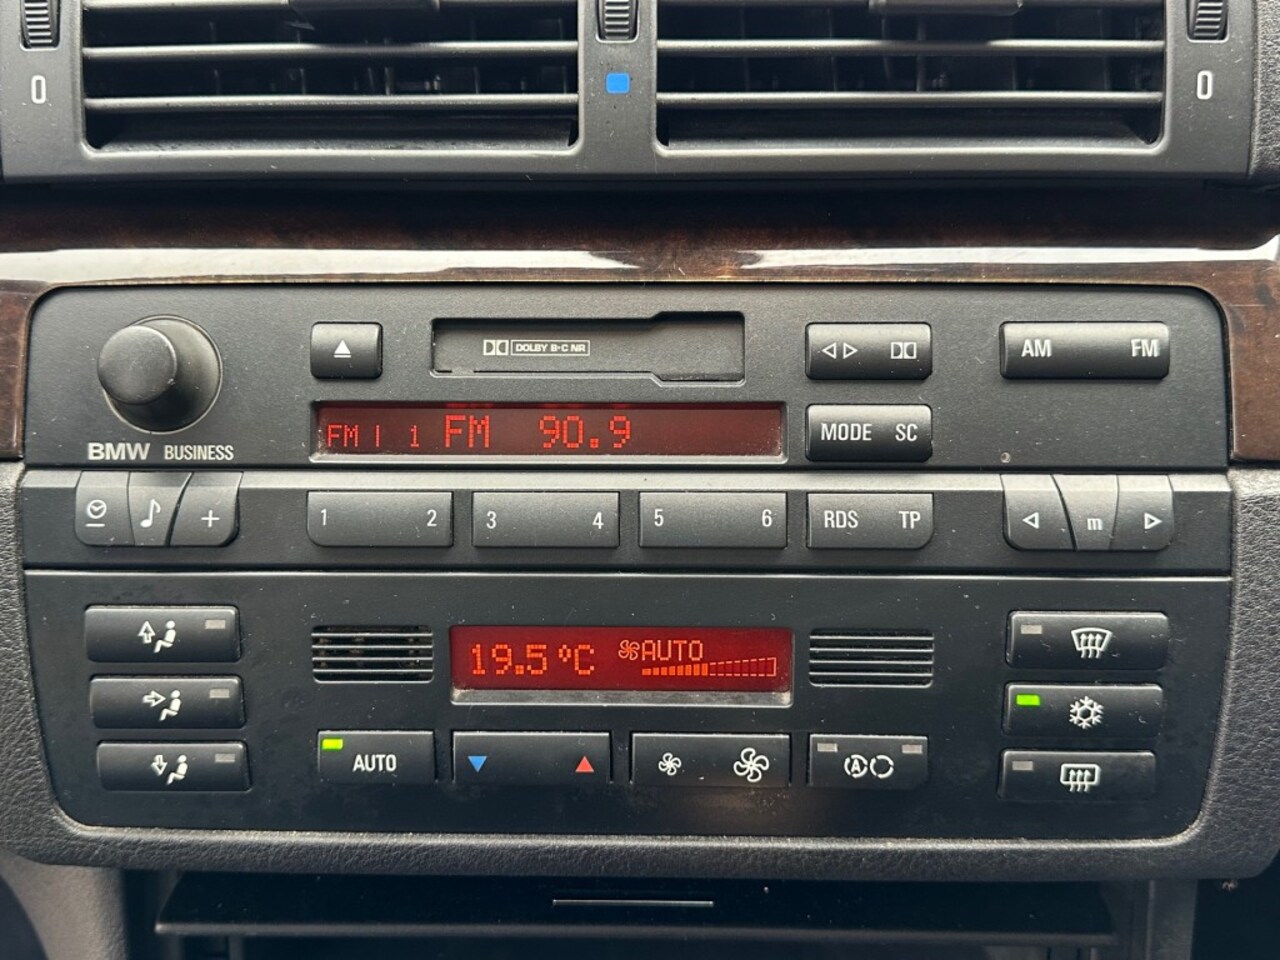 0 0
DOLBY B·C NR
AM FM
FM I 1 FM 90.9
MODE SC
BMW BUSINESS
1 2 3 4 5 6 RDS TP m
19.5 ºC AUTO
AUTO
A